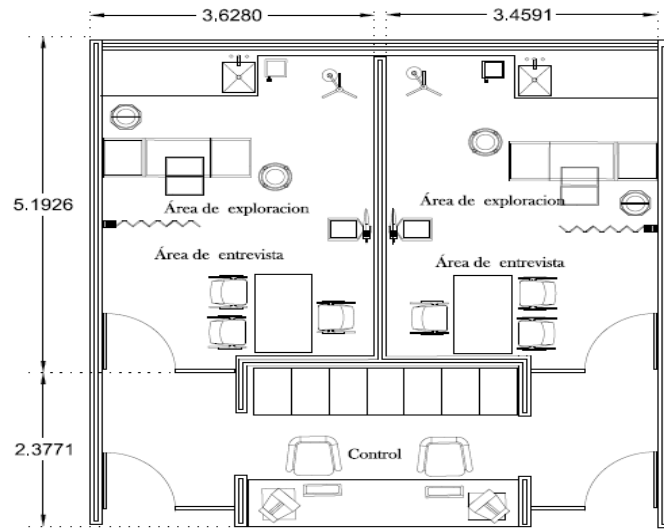 3.6280
3.4591
5.1926
Área de exploracion
Área de exploracion
Área de entrevista
Área de entrevista
2.3771
Control